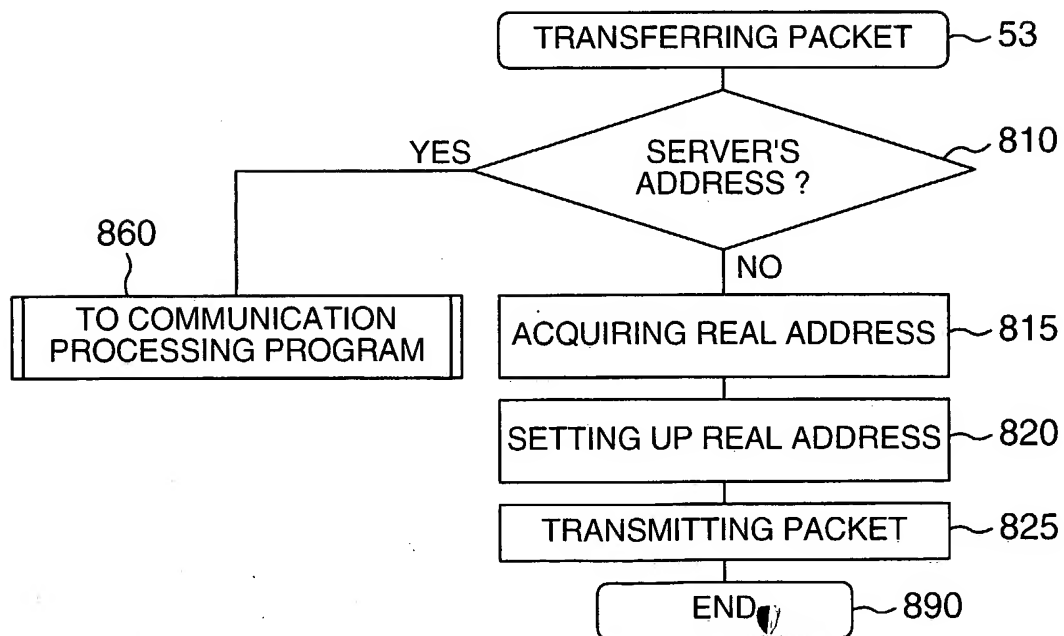 TRANSFERRING PACKET 53
SERVER'S
ADDRESS ?
810
YES
NO
860
TO COMMUNICATION
PROCESSING PROGRAM
ACQUIRING REAL ADDRESS 815
SETTING UP REAL ADDRESS 820
TRANSMITTING PACKET 825
END 890